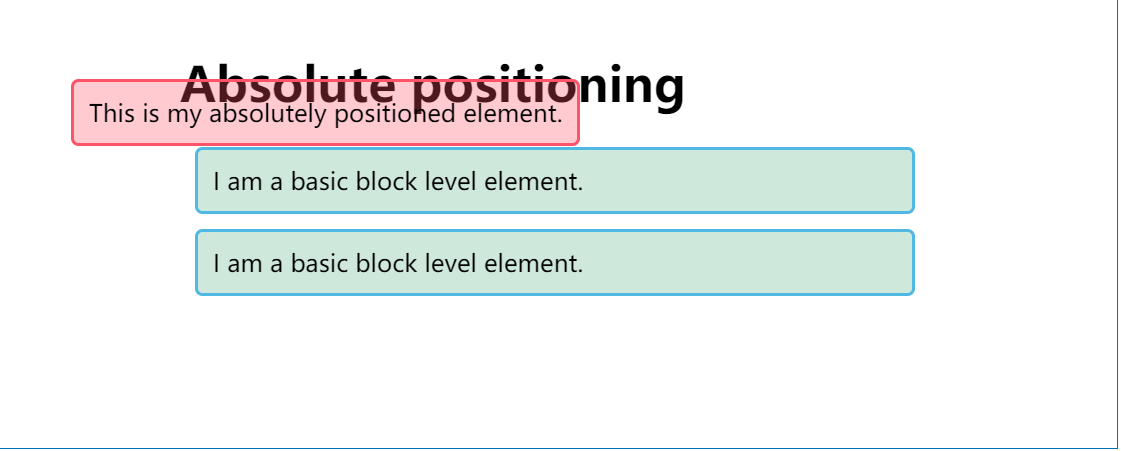 Absolute positioning
This is my absolutely positioned element.
I am a basic block level element.
I am a basic block level element.